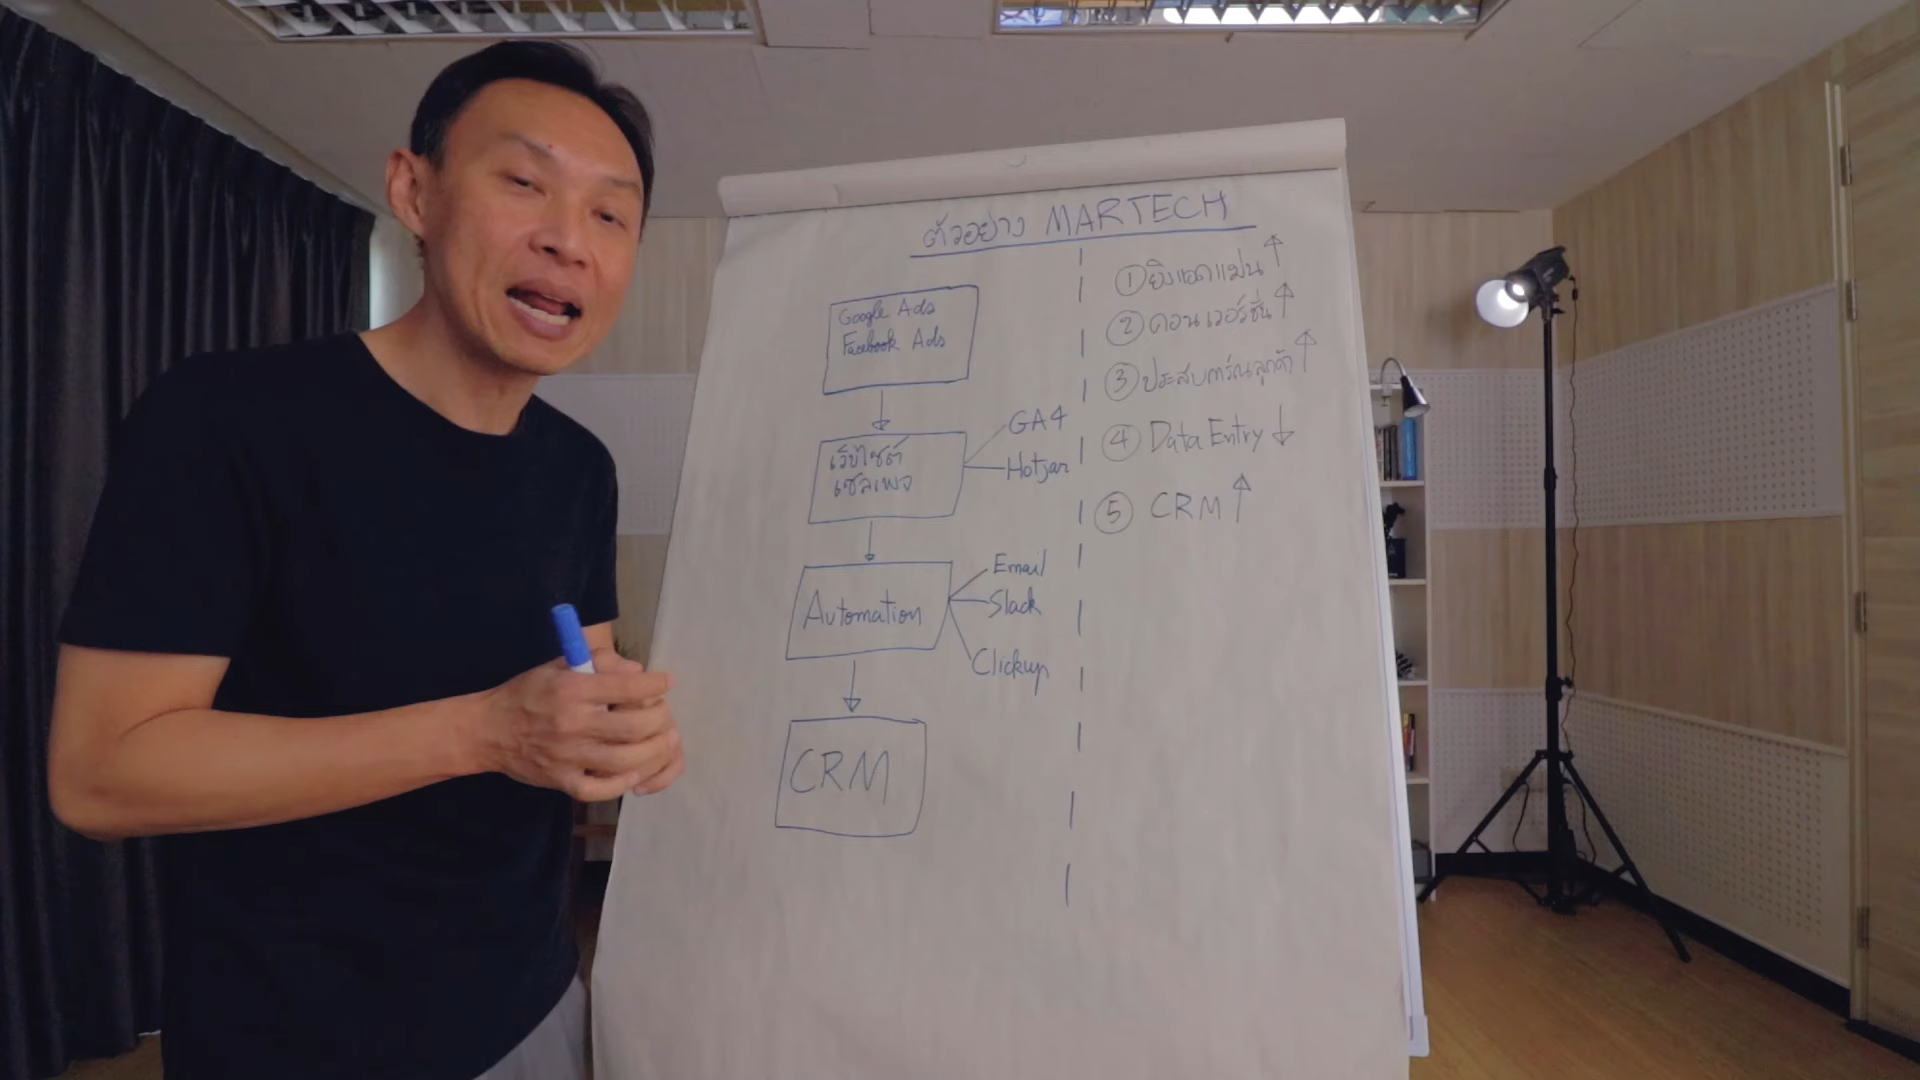 ตัวอย่าง MARTECH
Google Ads
Facebook Ads
เว็บไซต์
เซลเพจ
GA4
Hotjar
Automation
Email
Slack
Clickup
CRM
① ยิงแอดแม่น ↑
② คอนเวอร์ชั่น ↑
③ ประสบการ์ณลูกค้า ↑
④ Data Entry ↓
⑤ CRM ↑